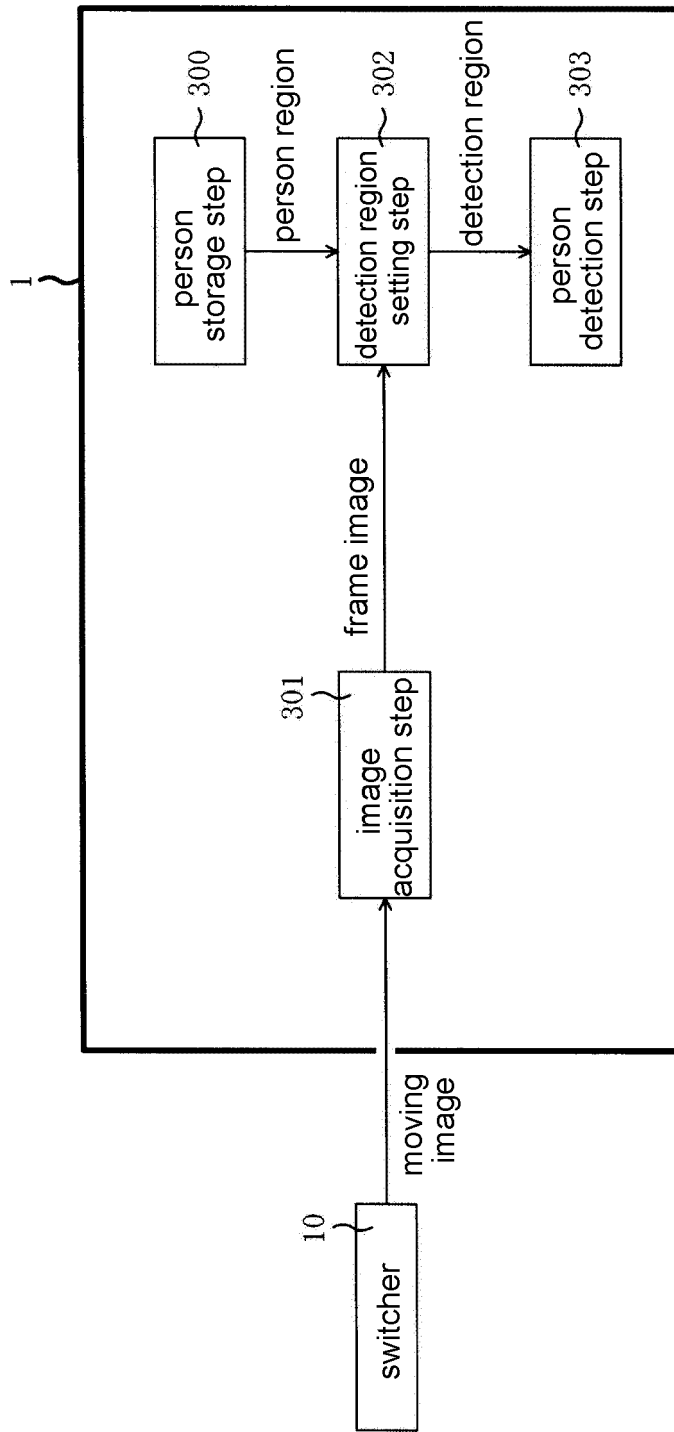 1
switcher
10
moving
image
image
acquisition step
301
frame image
person
storage step
300
person region
detection region
setting step
302
detection region
person
detection step
303